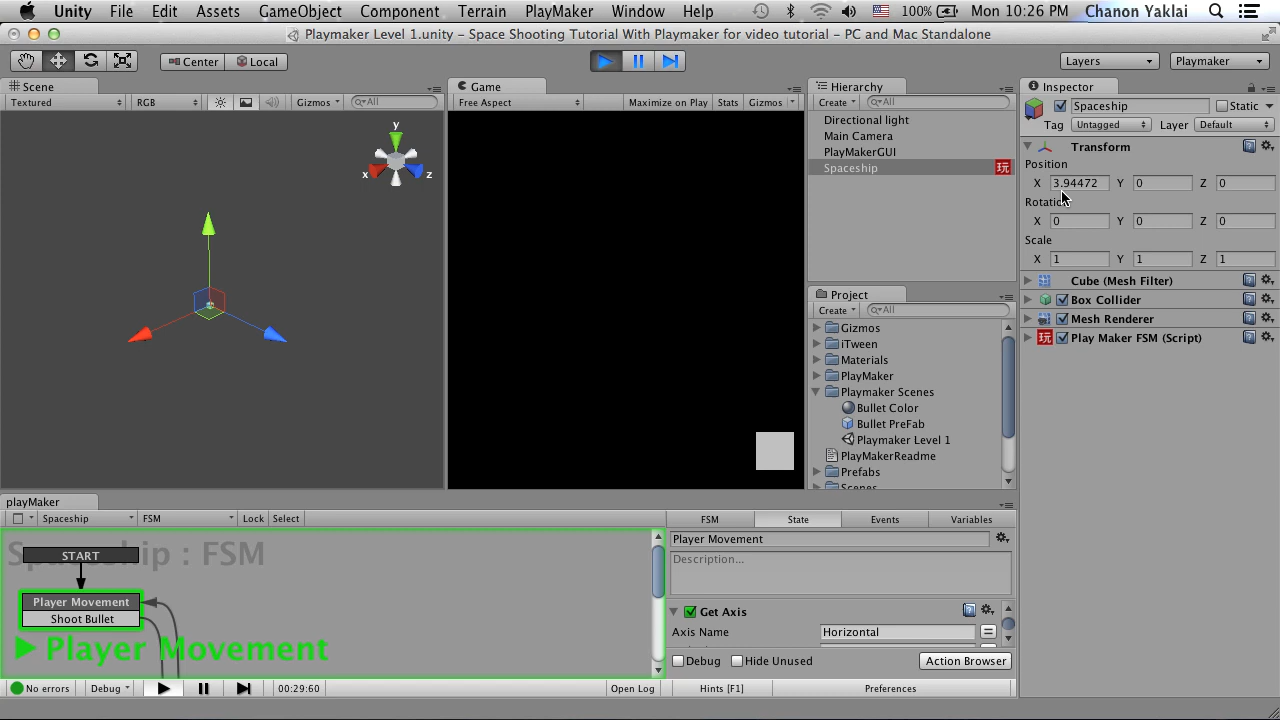 Unity File Edit Assets GameObject Component Terrain PlayMaker Window Help 100% Mon 10:26 PM Chanon Yaklai
Playmaker Level 1.unity - Space Shooting Tutorial With Playmaker for video tutorial - PC and Mac Standalone
Center Local Layers Playmaker
Scene
Textured RGB Gizmos All
y
x z
Game
Free Aspect Maximize on Play Stats Gizmos
Hierarchy
Create All
Directional light
Main Camera
PlayMakerGUI
Spaceship 玩
Project
Create All
Gizmos
iTween
Materials
PlayMaker
Playmaker Scenes
Bullet Color
Bullet PreFab
Playmaker Level 1
PlayMakerReadme
Prefabs
Scenes
Inspector
Spaceship Static
Tag Untagged Layer Default
Transform
Position
X 3.94472 Y 0 Z 0
X 0 Y 0 Z 0
Scale
X 1 Y 1 Z 1
Cube (Mesh Filter)
Box Collider
Mesh Renderer
玩 Play Maker FSM (Script)
playMaker
Spaceship FSM Lock Select
Spaceship : FSM
START
Player Movement
Shoot Bullet
Player Movement
FSM State Events Variables
Player Movement
Description...
Get Axis
Axis Name Horizontal
Debug Hide Unused Action Browser
No errors Debug 00:29:60 Open Log Hints [F1] Preferences